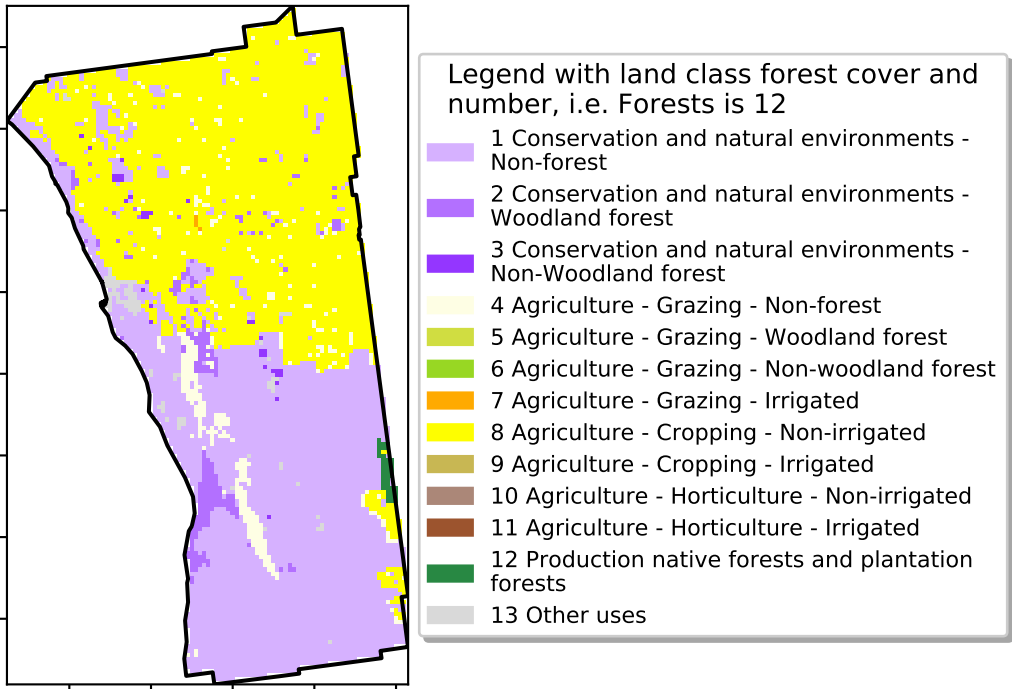 Legend with land class forest cover and
number, i.e. Forests is 12
1 Conservation and natural environments -
Non-forest
2 Conservation and natural environments -
Woodland forest
3 Conservation and natural environments -
Non-Woodland forest
4 Agriculture - Grazing - Non-forest
5 Agriculture - Grazing - Woodland forest
6 Agriculture - Grazing - Non-woodland forest
7 Agriculture - Grazing - Irrigated
8 Agriculture - Cropping - Non-irrigated
9 Agriculture - Cropping - Irrigated
10 Agriculture - Horticulture - Non-irrigated
11 Agriculture - Horticulture - Irrigated
12 Production native forests and plantation
forests
13 Other uses